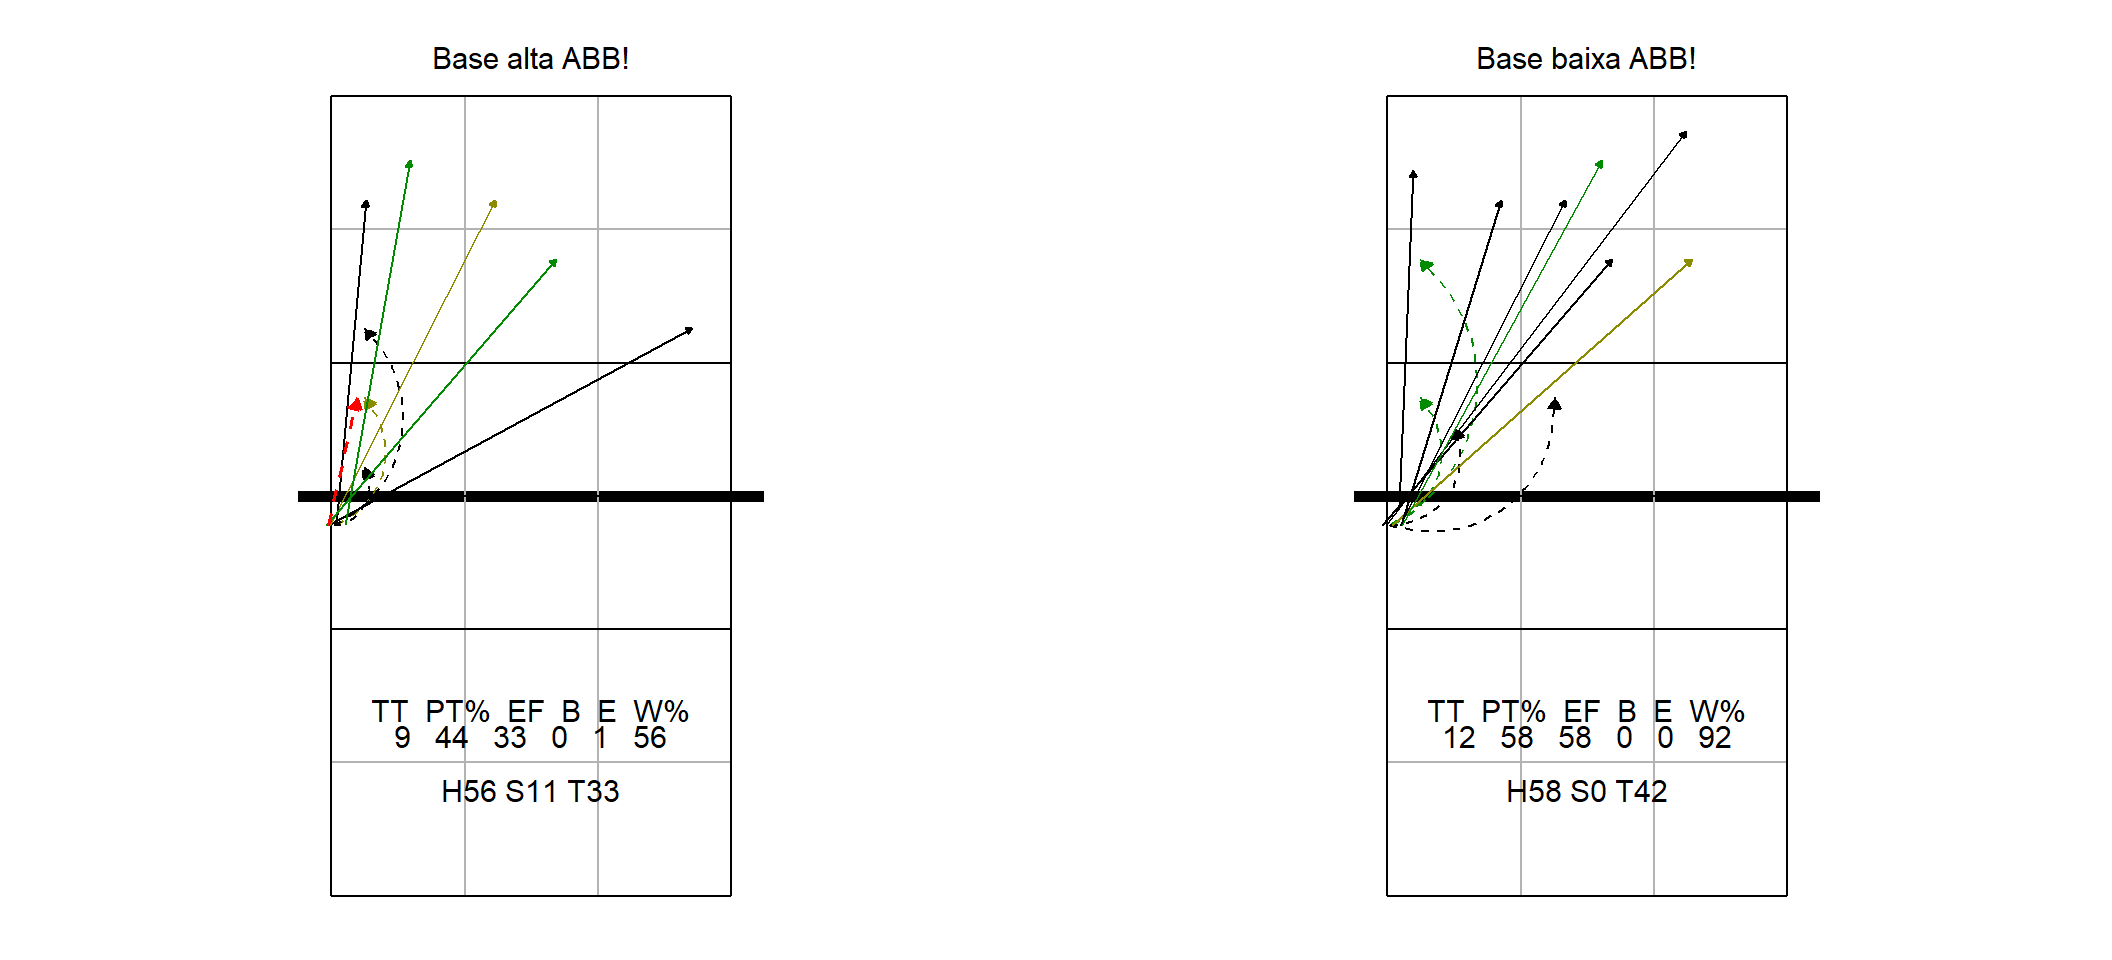 Base alta ABB!
TT PT% EF B E W%
9 44 33 0 1 56
H56 S11 T33
Base baixa ABB!
TT PT% EF B E W%
12 58 58 0 0 92
H58 S0 T42